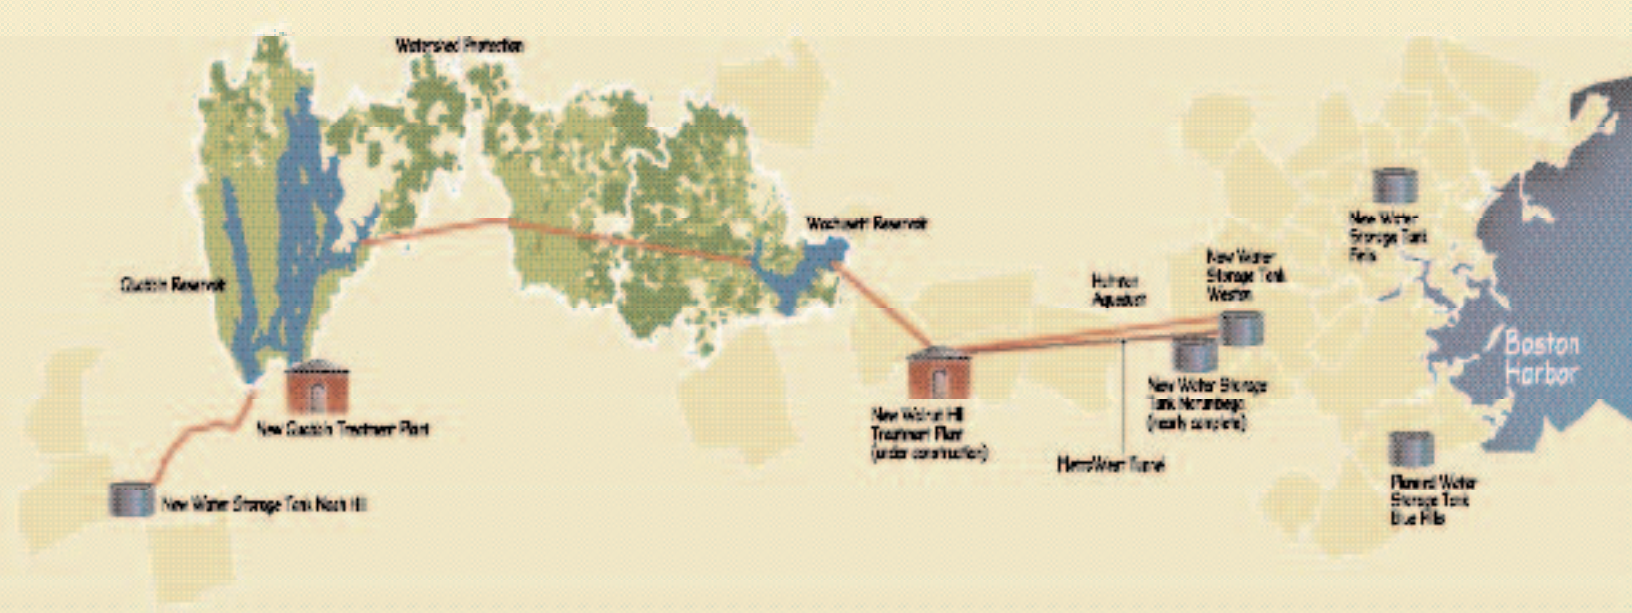 Watershed Protection
Wachusett Reservoir
Quabbin Reservoir
New Water
Storage Tank
Fells
New Water
Storage Tank
Weston
Hultman
Aqueduct
Boston
Harbor
New Water Storage
Tank Norumbega
(nearly complete)
New Walnut Hill
Treatment Plant
(under construction)
New Quabbin Treatment Plant
MetroWest Tunnel
Planned Water
Storage Tank
Blue Hills
New Water Storage Tank Nash Hill